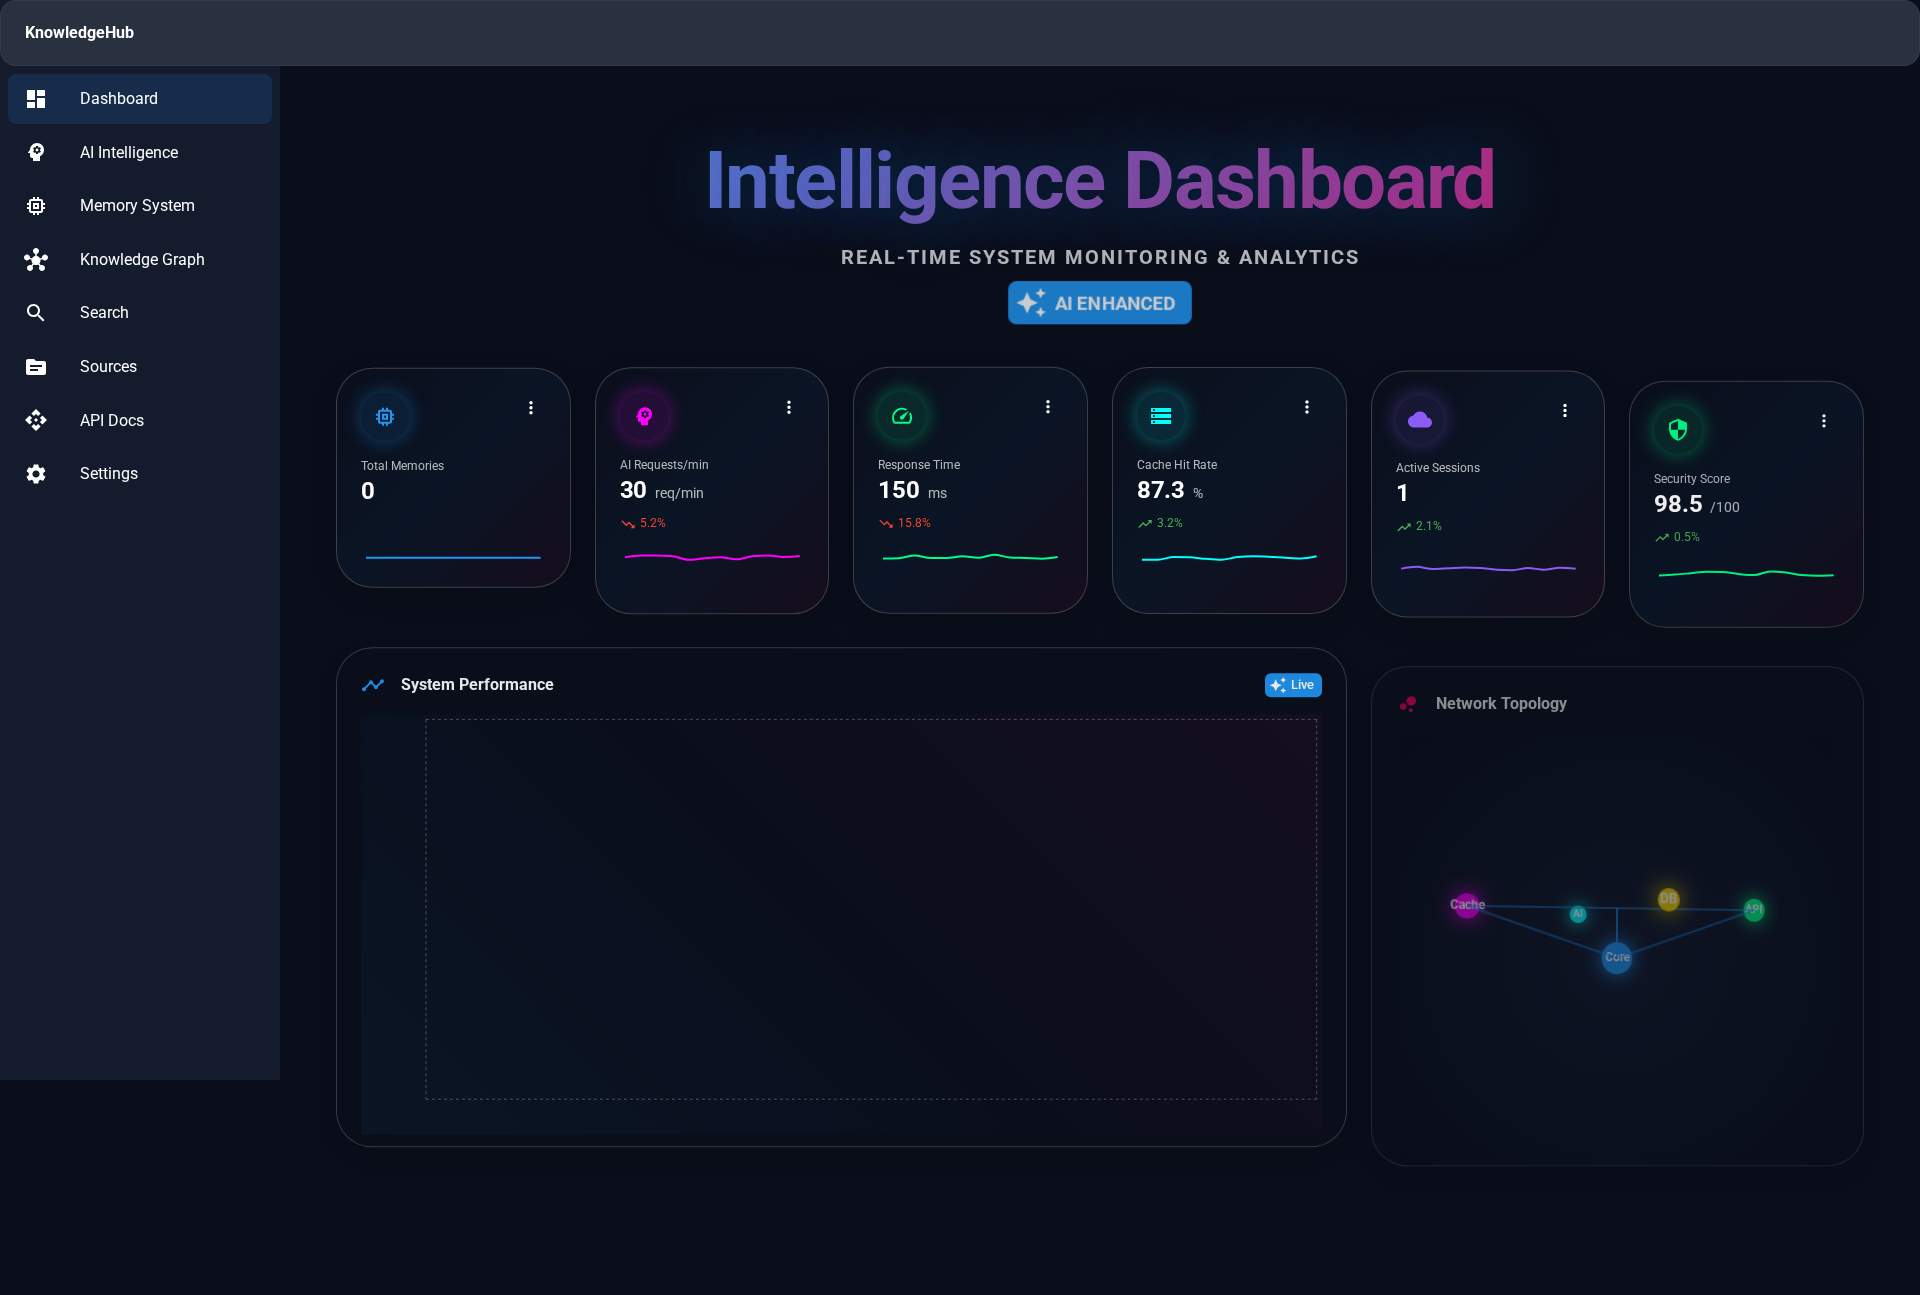 KnowledgeHub
Dashboard
AI Intelligence
Memory System
Knowledge Graph
Search
Sources
API Docs
Settings
Intelligence Dashboard
REAL-TIME SYSTEM MONITORING & ANALYTICS
AI ENHANCED
Total Memories
0
AI Requests/min
30 req/min
5.2%
Response Time
150 ms
15.8%
Cache Hit Rate
87.3 %
3.2%
Active Sessions
1
2.1%
Security Score
98.5 /100
0.5%
System Performance
Live
Network Topology
Cache
AI
DB
API
Core